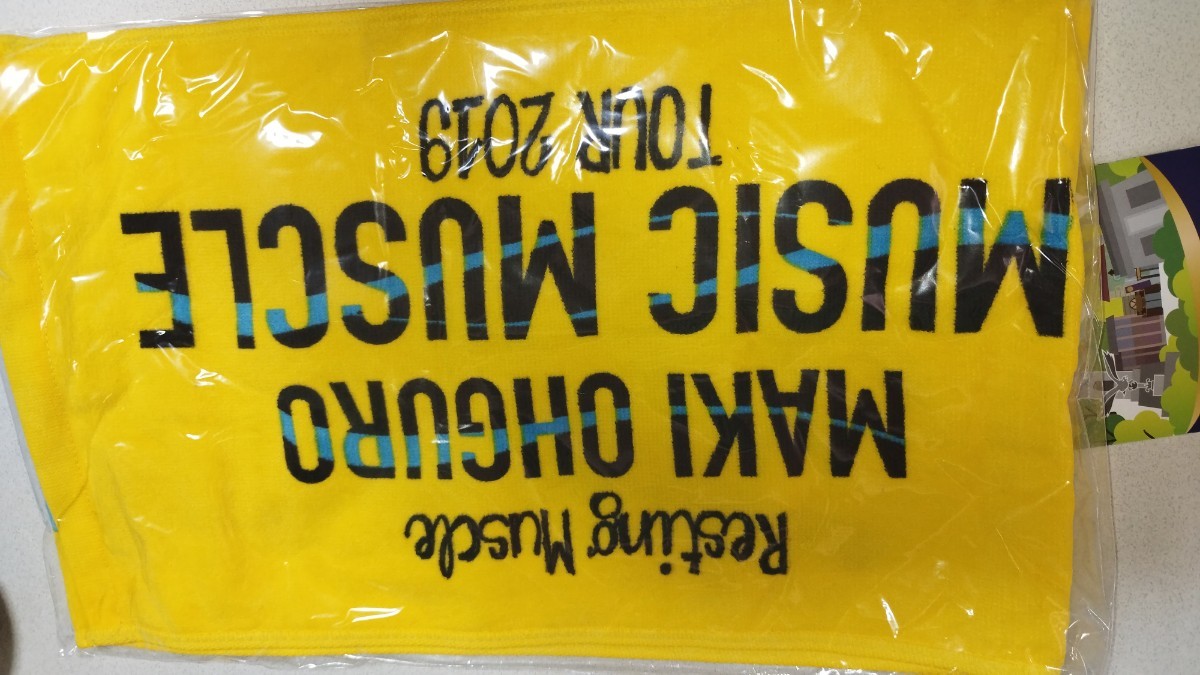 Resting Muscle
MAKI OHGURO
MUSIC MUSCLE
TOUR 2019